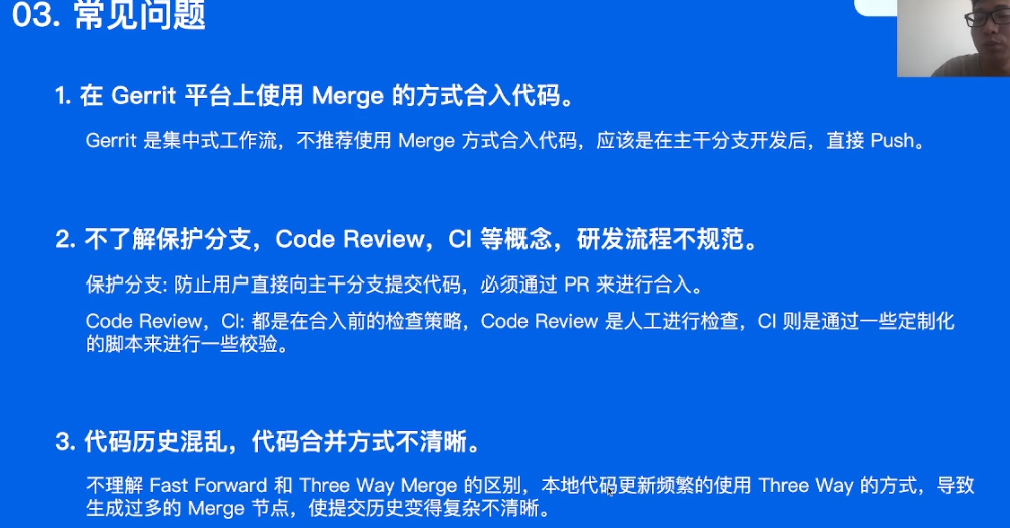 03. 常见问题
1. 在 Gerrit 平台上使用 Merge 的方式合入代码。
Gerrit 是集中式工作流，不推荐使用 Merge 方式合入代码，应该是在主干分支开发后，直接 Push。
2. 不了解保护分支，Code Review，CI 等概念，研发流程不规范。
保护分支: 防止用户直接向主干分支提交代码，必须通过 PR 来进行合入。
Code Review，CI: 都是在合入前的检查策略，Code Review 是人工进行检查，CI 则是通过一些定制化
的脚本来进行一些校验。
3. 代码历史混乱，代码合并方式不清晰。
不理解 Fast Forward 和 Three Way Merge 的区别，本地代码更新频繁的使用 Three Way 的方式，导致
生成过多的 Merge 节点，使提交历史变得复杂不清晰。